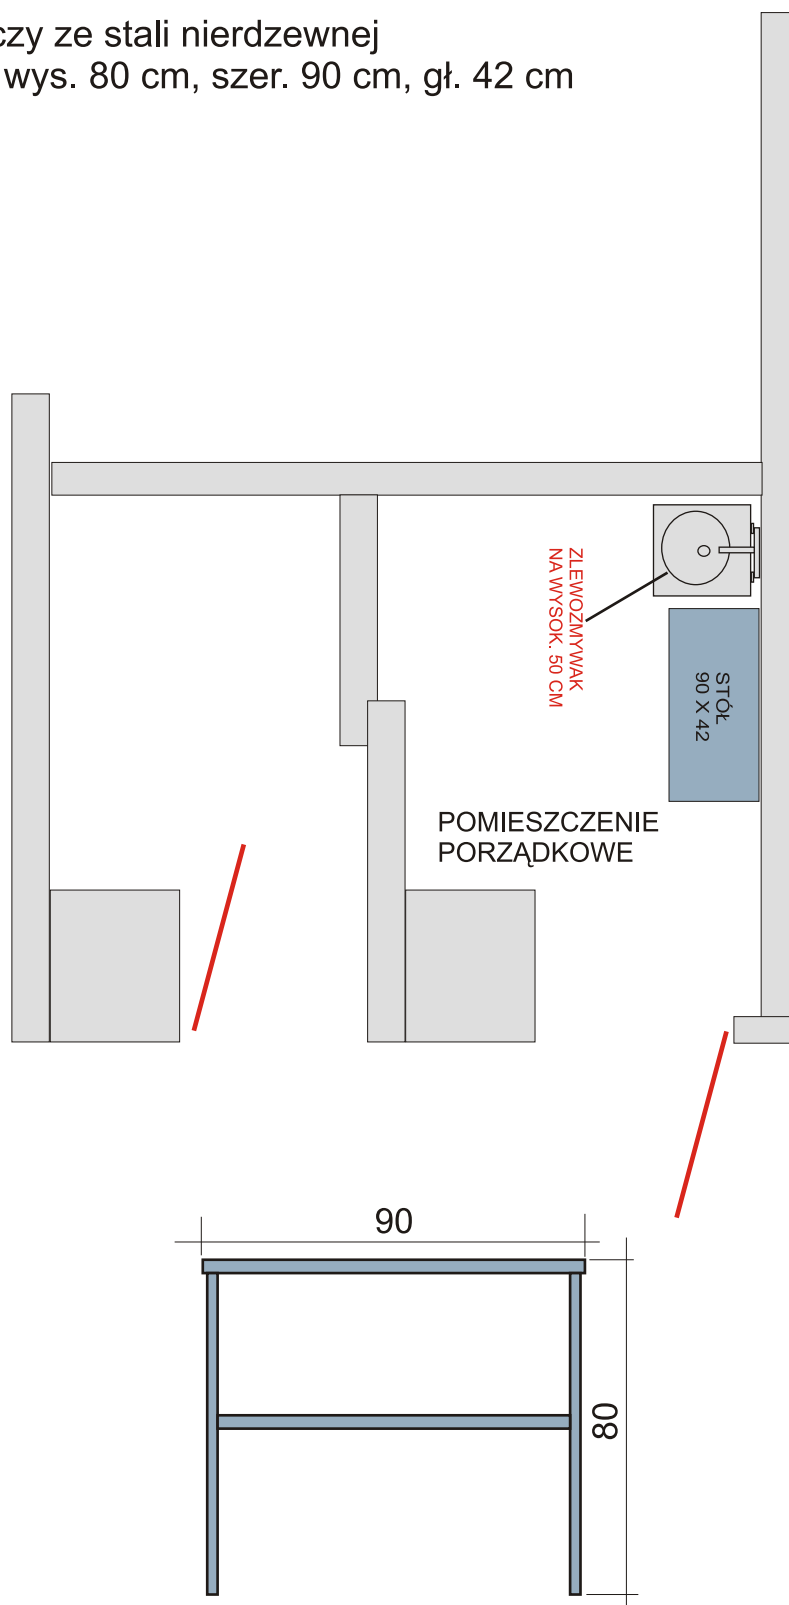 czy ze stali nierdzewnej
wys. 80 cm, szer. 90 cm, gł. 42 cm
ZLEWOZMYWAK
NA WYSOK. 50 CM
STÓŁ
90 X 42
POMIESZCZENIE
PORZĄDKOWE
90
80